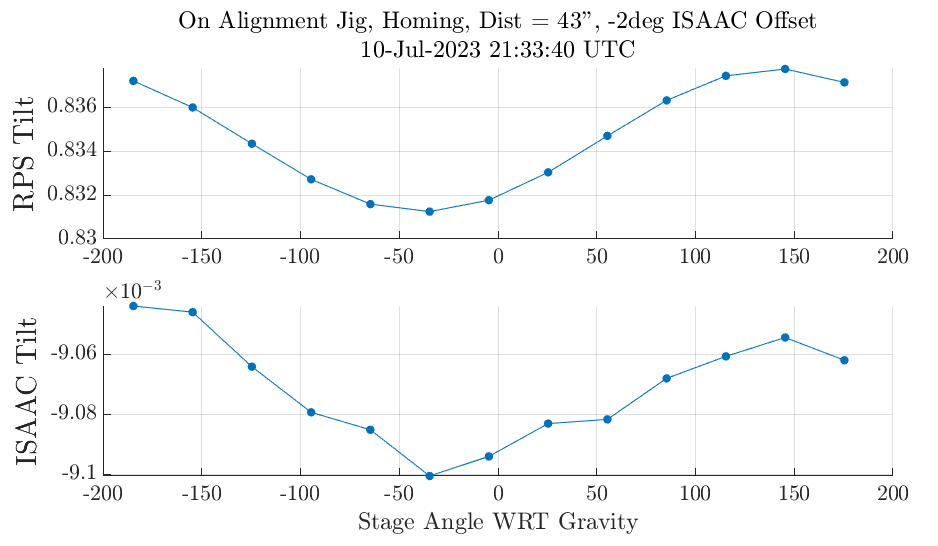 On Alignment Jig, Homing, Dist = 43”, -2deg ISAAC Offset
10-Jul-2023 21:33:40 UTC
RPS Tilt
0.836
0.834
0.832
0.83
-200 -150 -100 -50 0 50 100 150 200
×10⁻³
ISAAC Tilt
-9.06
-9.08
-9.1
-200 -150 -100 -50 0 50 100 150 200
Stage Angle WRT Gravity